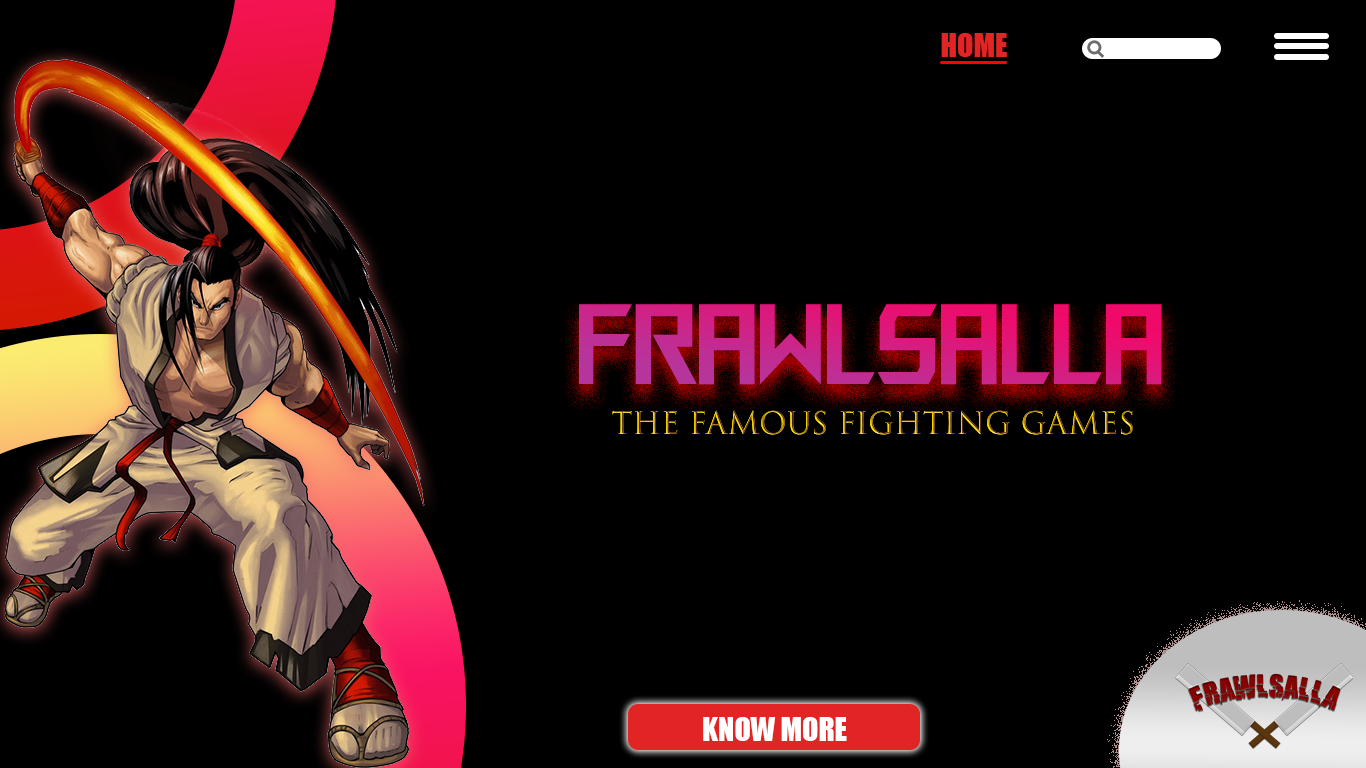 HOME
FRAWLSALLA
THE FAMOUS FIGHTING GAMES
KNOW MORE
FRAWLSALLA